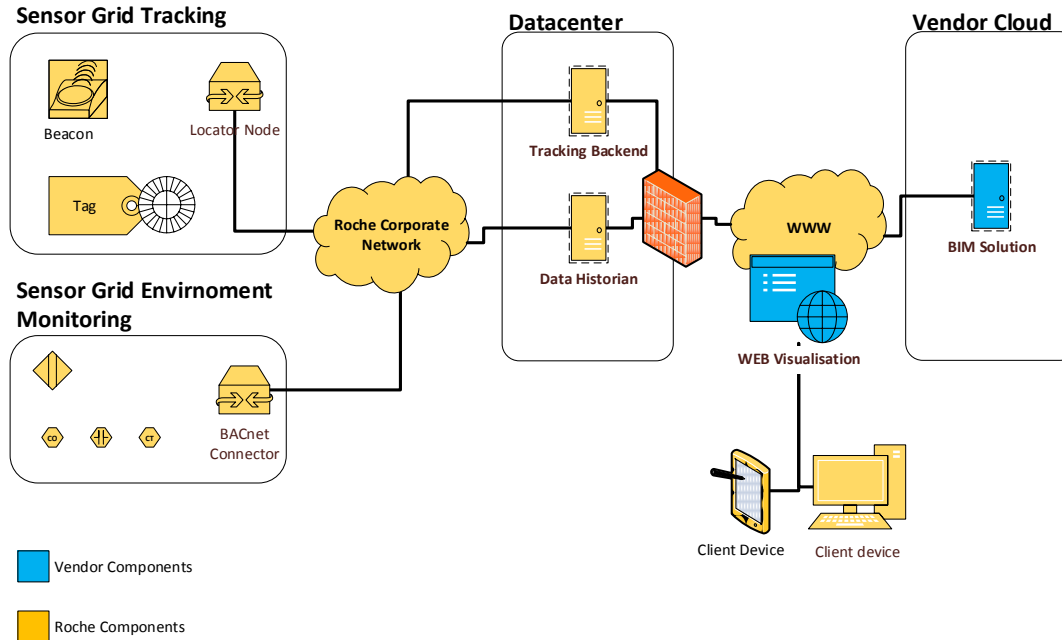 Sensor Grid Tracking
Datacenter
Vendor Cloud
Beacon
Locator Node
Tag
Tracking Backend
Roche Corporate
Network
Data Historian
WWW
BIM Solution
Sensor Grid Envirnoment
Monitoring
WEB Visualisation
CO
CT
BACnet
Connector
Client Device
Client device
Vendor Components
Roche Components